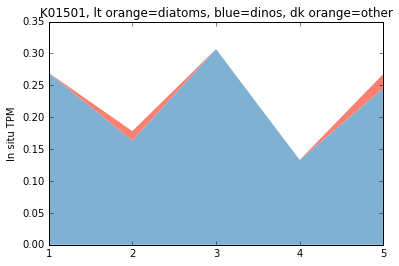 K01501, lt orange=diatoms, blue=dinos, dk orange=other
0.35
0.30
0.25
0.20
0.15
0.10
0.05
0.00
In situ TPM
1 2 3 4 5